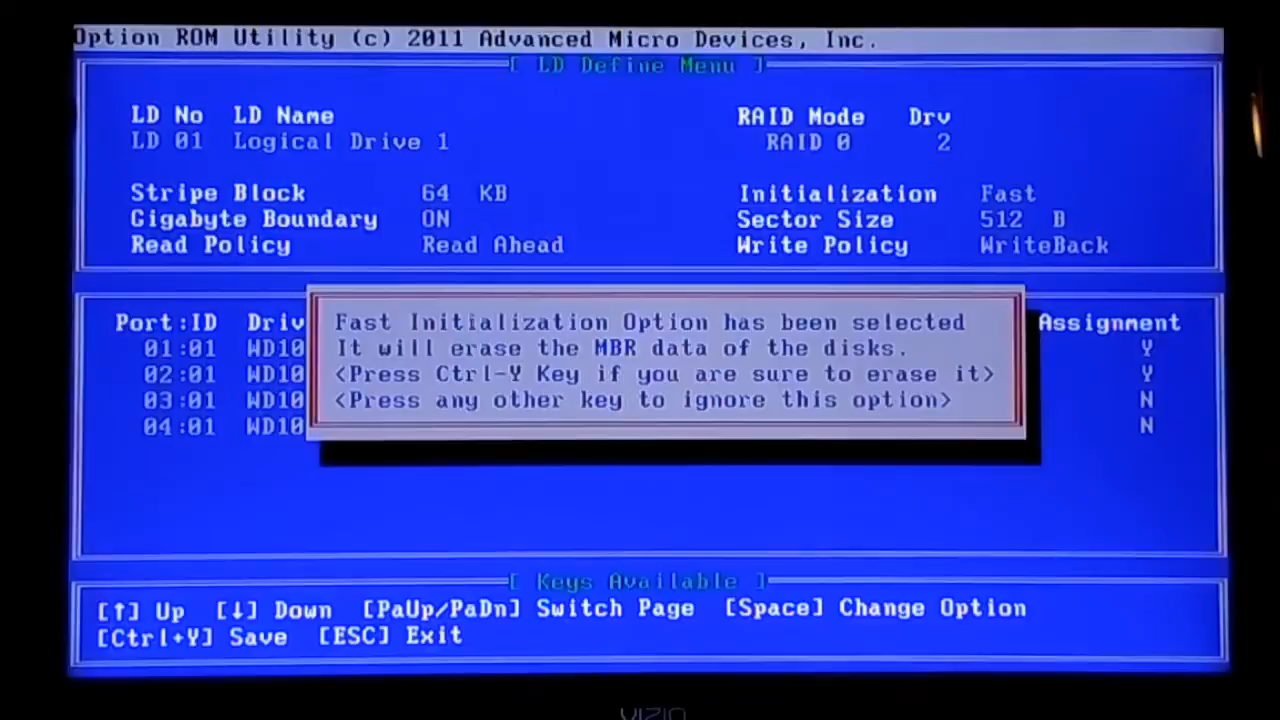 Option ROM Utility (c) 2011 Advanced Micro Devices, Inc.
[ LD Define Menu ]
LD No LD Name RAID Mode Drv
LD 01 Logical Drive 1 RAID 0 2
Stripe Block 64 KB Initialization Fast
Gigabyte Boundary ON Sector Size 512 B
Read Policy Read Ahead Write Policy WriteBack
Port:ID Driv Assignment
01:01 WD10 Y
02:01 WD10 Y
03:01 WD10 N
04:01 WD10 N
Fast Initialization Option has been selected
It will erase the MBR data of the disks.
<Press Ctrl-Y Key if you are sure to erase it>
<Press any other key to ignore this option>
[ Keys Available ]
[↑] Up [↓] Down [PaUp/PaDn] Switch Page [Space] Change Option
[Ctrl+Y] Save [ESC] Exit
VIZIO